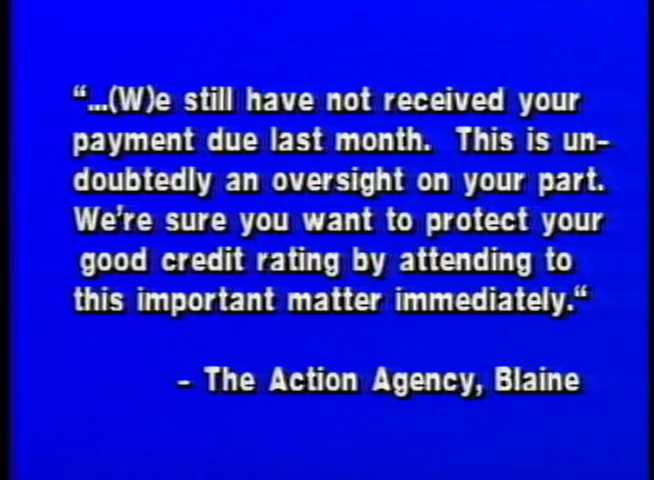 “...(W)e still have not received your
payment due last month. This is un-
doubtedly an oversight on your part.
We're sure you want to protect your
good credit rating by attending to
this important matter immediately.“
- The Action Agency, Blaine